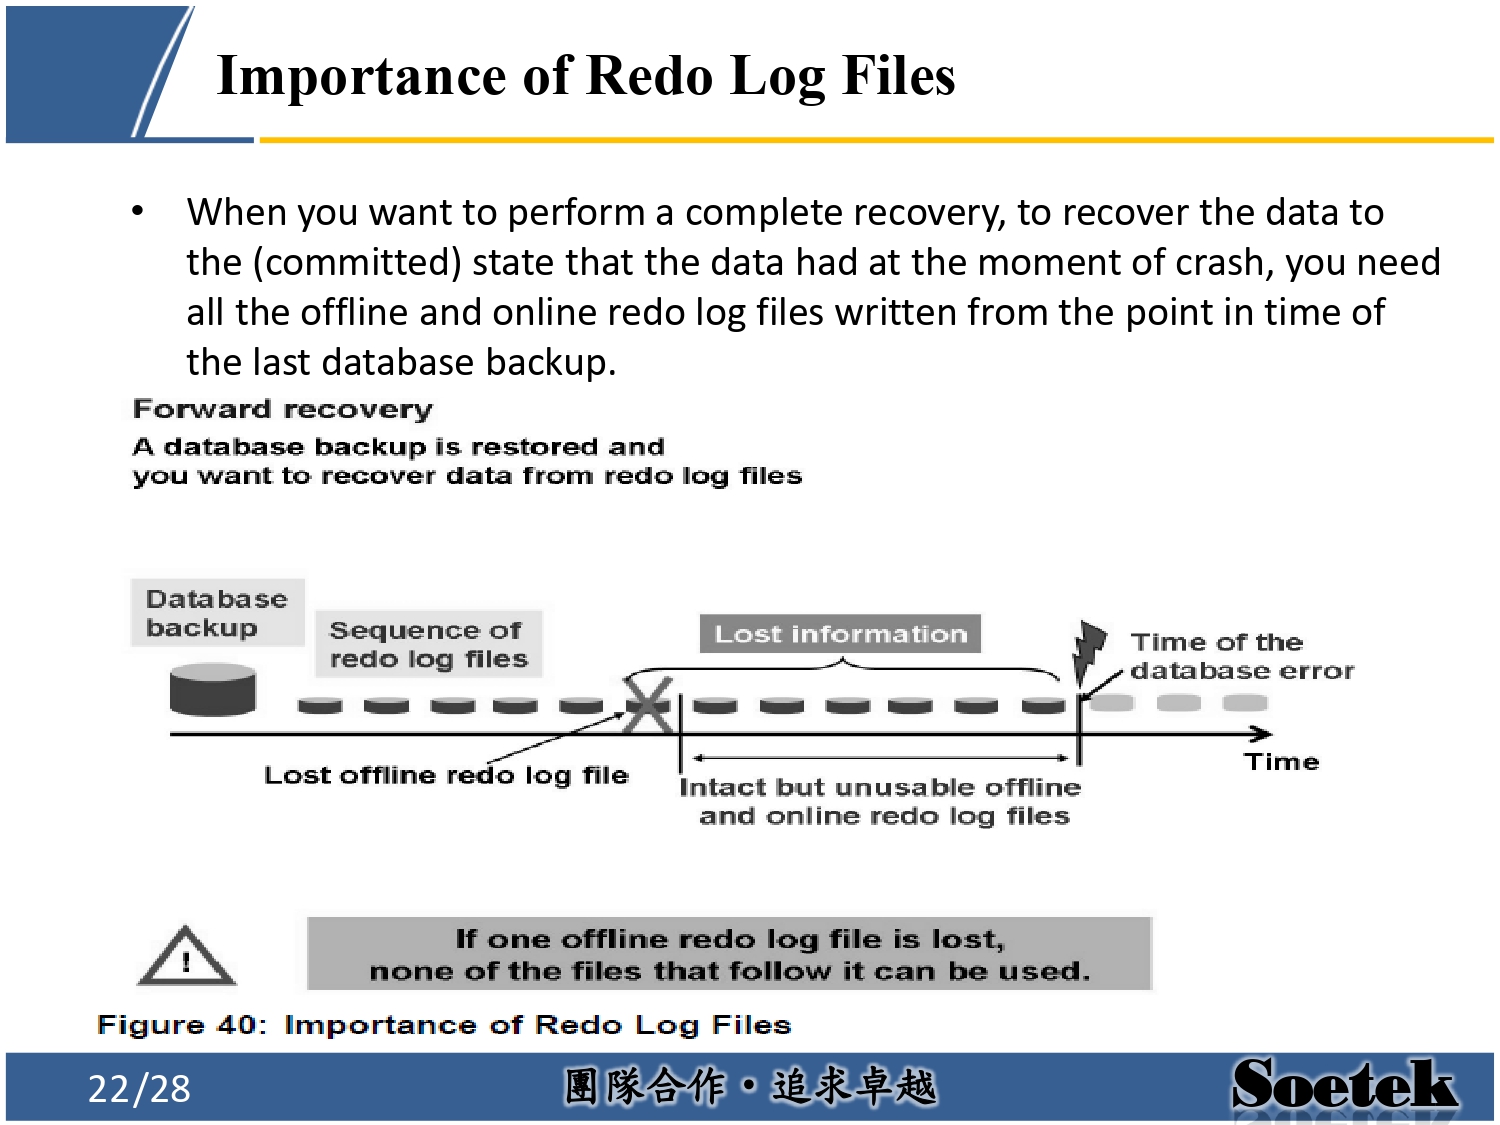 Importance of Redo Log Files
• When you want to perform a complete recovery, to recover the data to
the (committed) state that the data had at the moment of crash, you need
all the offline and online redo log files written from the point in time of
the last database backup.
Forward recovery
A database backup is restored and
you want to recover data from redo log files
Database
backup
Sequence of
redo log files
Lost information
Time of the
database error
Lost offline redo log file
Time
Intact but unusable offline
and online redo log files
!
If one offline redo log file is lost,
none of the files that follow it can be used.
Figure 40: Importance of Redo Log Files
22/28
團隊合作・追求卓越
Soetek